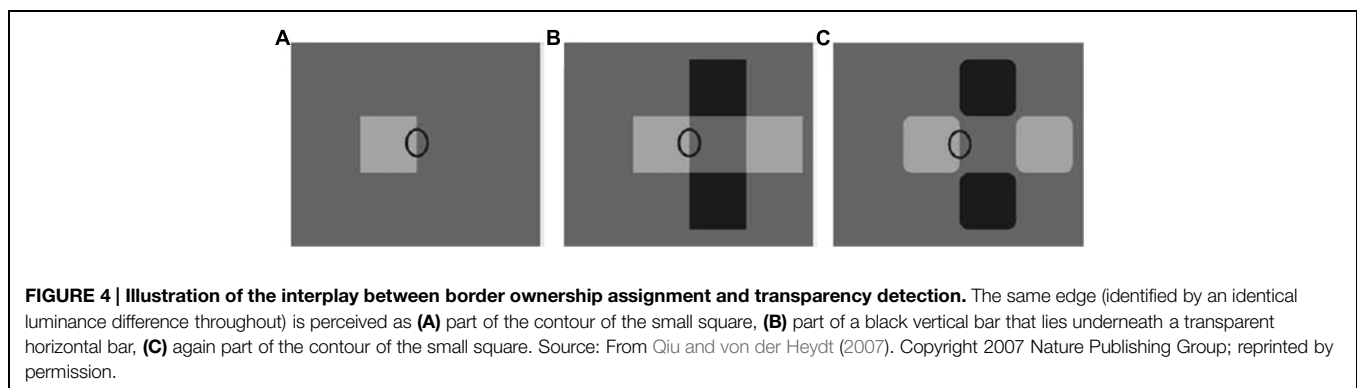 A B C
FIGURE 4 | Illustration of the interplay between border ownership assignment and transparency detection. The same edge (identified by an identical
luminance difference throughout) is perceived as (A) part of the contour of the small square, (B) part of a black vertical bar that lies underneath a transparent
horizontal bar, (C) again part of the contour of the small square. Source: From Qiu and von der Heydt (2007). Copyright 2007 Nature Publishing Group; reprinted by
permission.